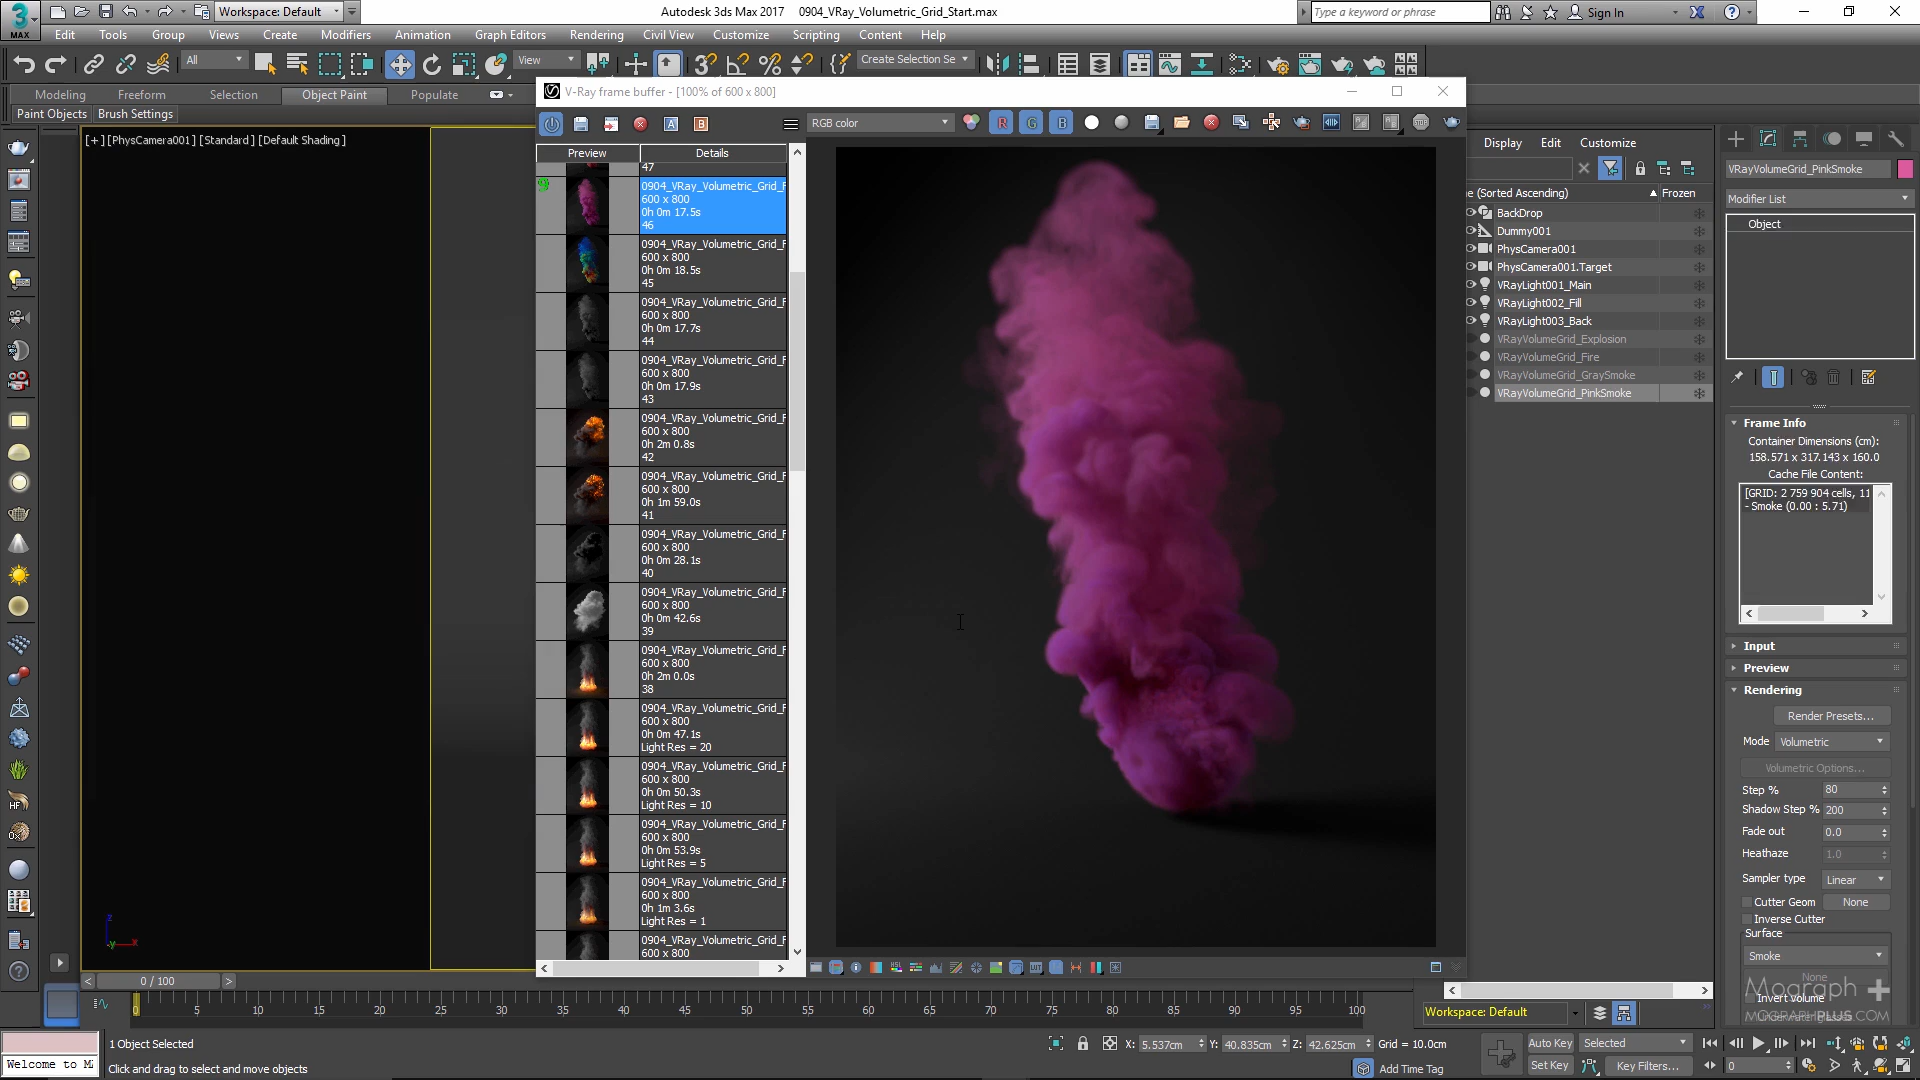 Workspace: Default
Autodesk 3ds Max 2017    0904_VRay_Volumetric_Grid_Start.max
Type a keyword or phrase
Sign In
MAX
Edit Tools Group Views Create Modifiers Animation Graph Editors Rendering Civil View Customize Scripting Content Help
All
View
Create Selection Se
Modeling Freeform Selection Object Paint Populate
Paint Objects Brush Settings
[+] [PhysCamera001] [Standard] [Default Shading]
V-Ray frame buffer - [100% of 600 x 800]
RGB color
R G B
Preview Details
47
0904_VRay_Volumetric_Grid_F
600 x 800
0h 0m 17.5s
46
0904_VRay_Volumetric_Grid_F
600 x 800
0h 0m 18.5s
45
0904_VRay_Volumetric_Grid_F
600 x 800
0h 0m 17.7s
44
0904_VRay_Volumetric_Grid_F
600 x 800
0h 0m 17.9s
43
0904_VRay_Volumetric_Grid_F
600 x 800
0h 2m 0.8s
42
0904_VRay_Volumetric_Grid_F
600 x 800
0h 1m 59.0s
41
0904_VRay_Volumetric_Grid_F
600 x 800
0h 0m 28.1s
40
0904_VRay_Volumetric_Grid_F
600 x 800
0h 0m 42.6s
39
0904_VRay_Volumetric_Grid_F
600 x 800
0h 2m 0.0s
38
0904_VRay_Volumetric_Grid_F
600 x 800
0h 0m 47.1s
Light Res = 20
0904_VRay_Volumetric_Grid_F
600 x 800
0h 0m 50.3s
Light Res = 10
0904_VRay_Volumetric_Grid_F
600 x 800
0h 0m 53.9s
Light Res = 5
0904_VRay_Volumetric_Grid_F
600 x 800
0h 1m 3.6s
Light Res = 1
0904_VRay_Volumetric_Grid_F
600 x 800
Display Edit Customize
e (Sorted Ascending) Frozen
BackDrop
Dummy001
PhysCamera001
PhysCamera001.Target
VRayLight001_Main
VRayLight002_Fill
VRayLight003_Back
VRayVolumeGrid_Explosion
VRayVolumeGrid_Fire
VRayVolumeGrid_GraySmoke
VRayVolumeGrid_PinkSmoke
VRayVolumeGrid_PinkSmoke
Modifier List
Object
Frame Info
Container Dimensions (cm):
158.571 x 317.143 x 160.0
Cache File Content:
[GRID: 2 759 904 cells, 11
- Smoke (0.00 : 5.71)
Input
Preview
Rendering
Render Presets...
Mode Volumetric
Volumetric Options...
Step % 80
Shadow Step % 200
Fade out 0.0
Heathaze 1.0
Sampler type Linear
Cutter Geom None
Inverse Cutter
Surface
Smoke
None
Invert volume
Mograph +
MOGRAPHPLUS.COM
0 / 100
0 5 10 15 20 25 30 35 40 45 50 55 60 65 70 75 80 85 90 95 100
Workspace: Default
1 Object Selected
Welcome to M
Click and drag to select and move objects
X: 5.537cm Y: 40.835cm Z: 42.625cm Grid = 10.0cm
Add Time Tag
Auto Key Selected
Set Key Key Filters...
0